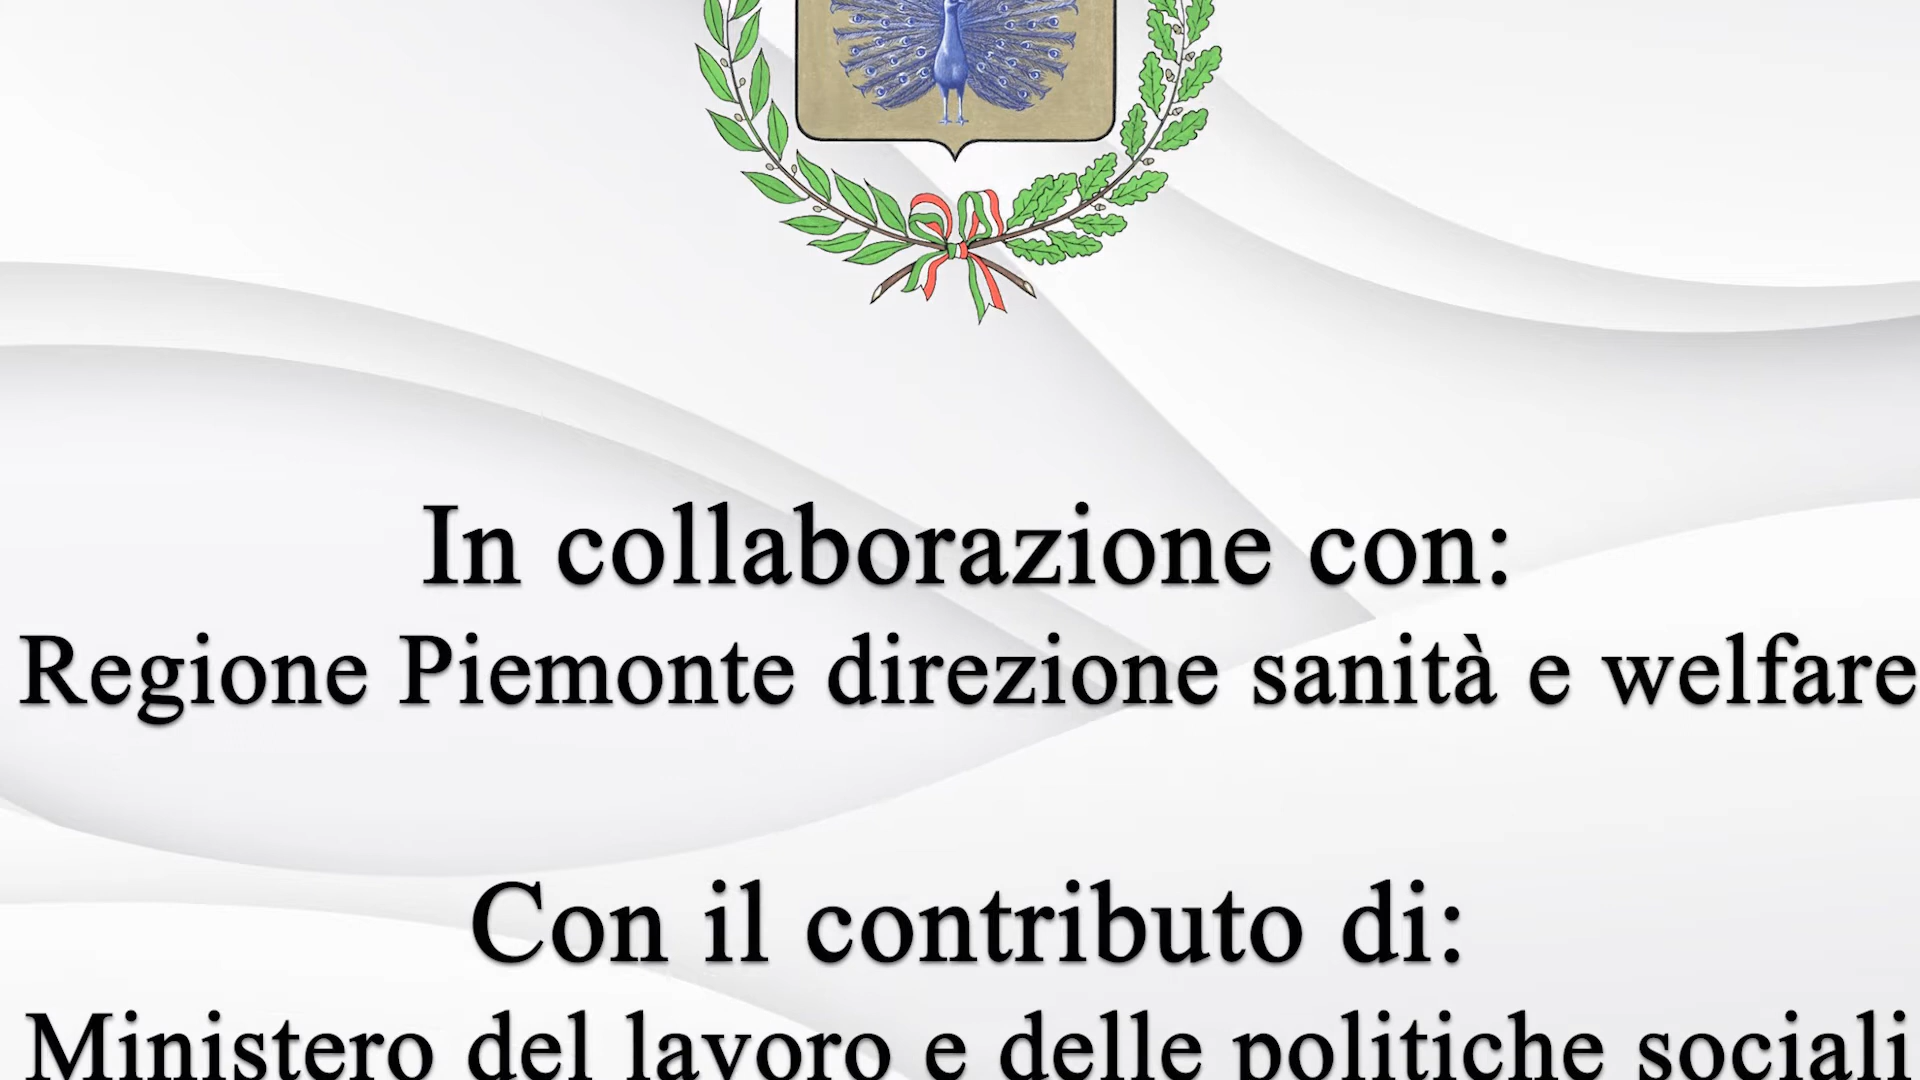 In collaborazione con:
Regione Piemonte direzione sanità e welfare
Con il contributo di:
Ministero del lavoro e delle politiche sociali